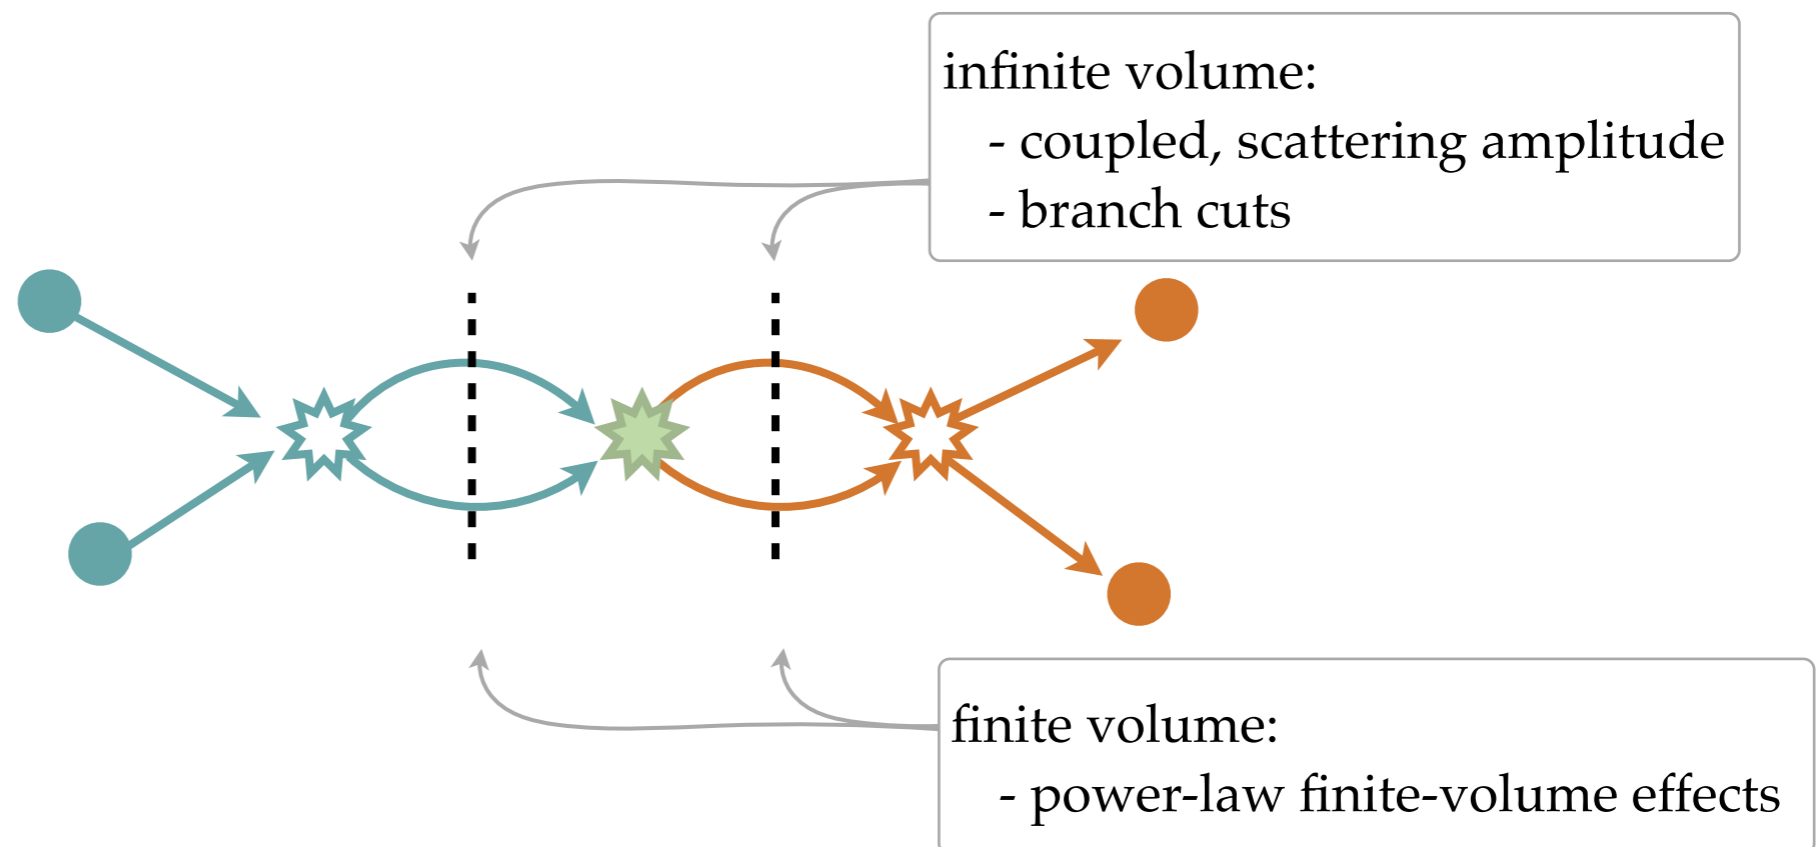 infinite volume:
- coupled, scattering amplitude
- branch cuts
finite volume:
- power-law finite-volume effects